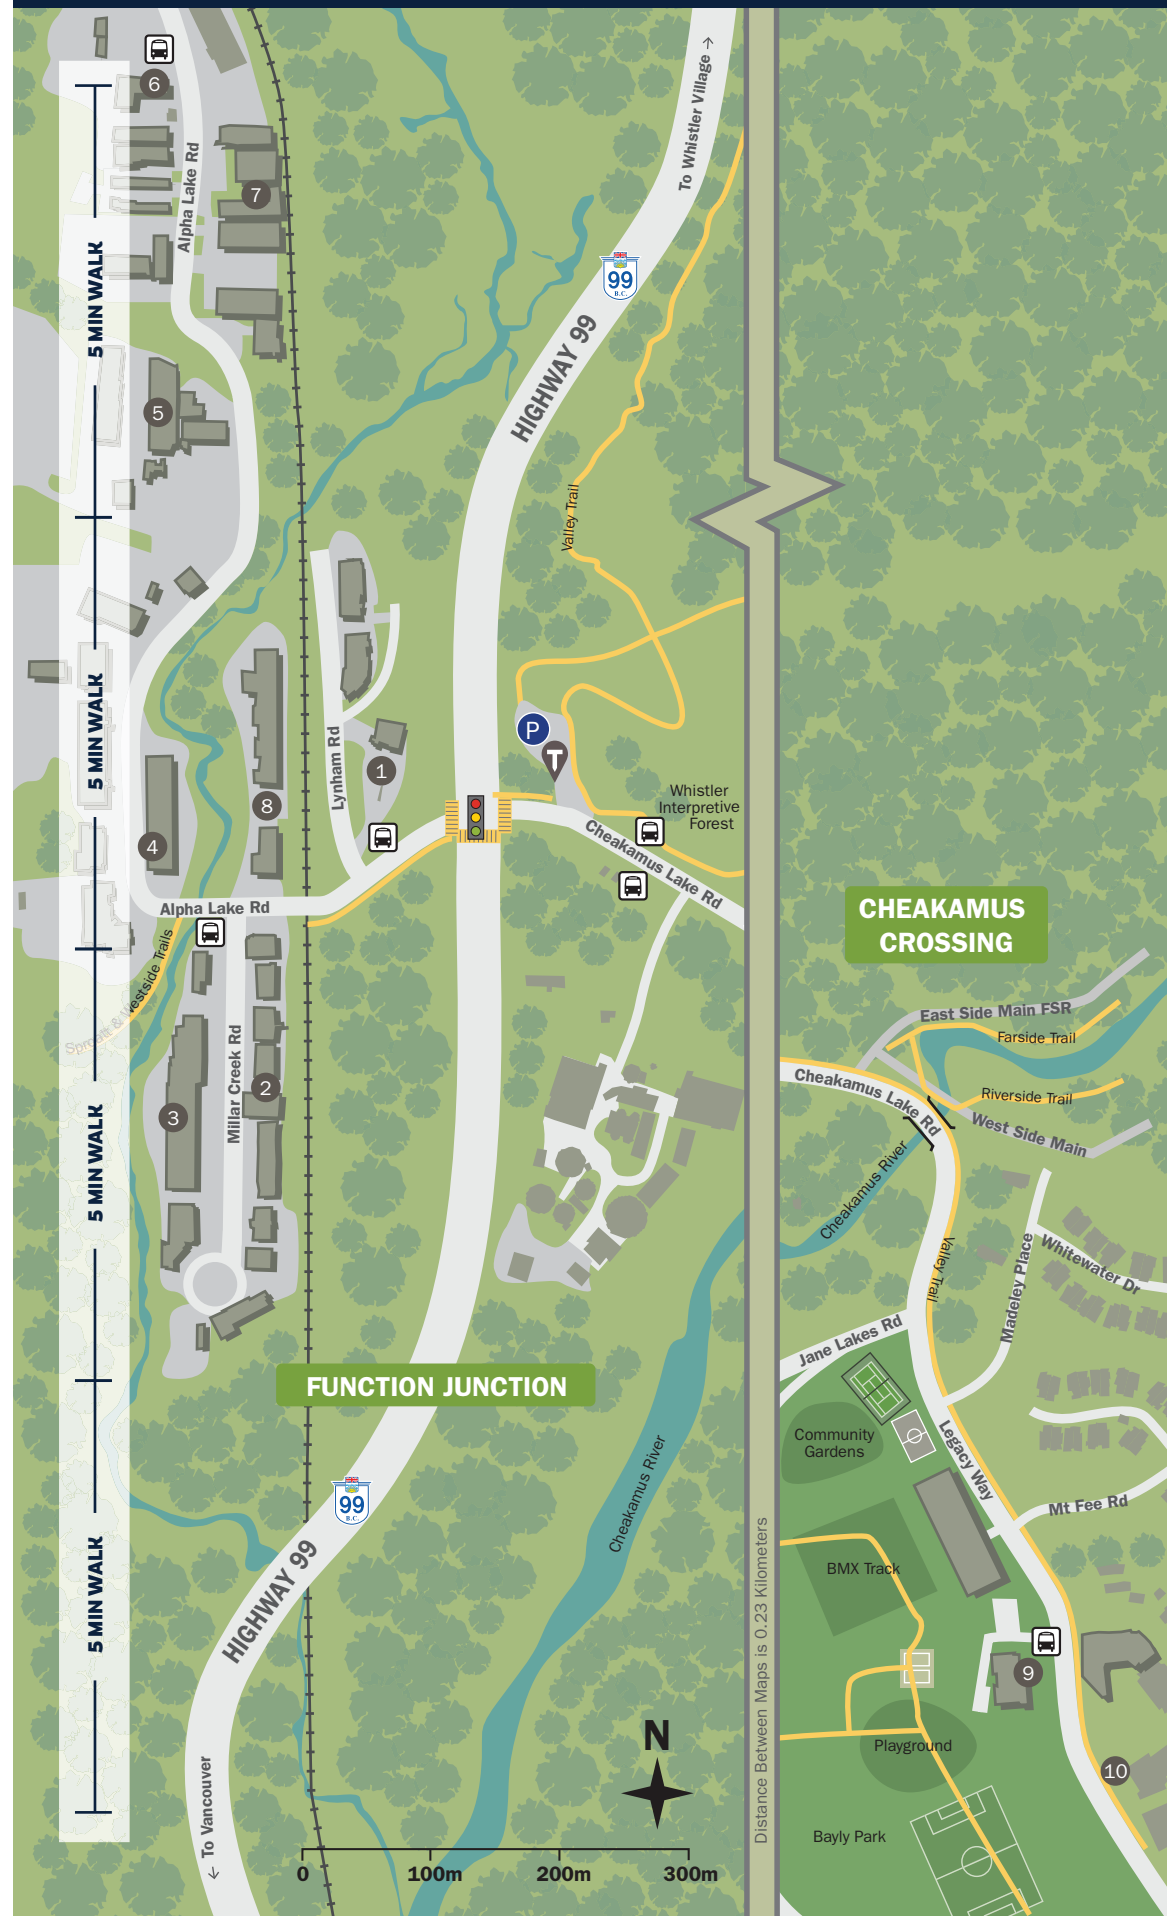 6
Alpha Lake Rd
7
5 MIN WALK
To Whistler Village →
99
B.C.
HIGHWAY 99
5
Valley Trail
5 MIN WALK
Lynham Rd
1
8
4
P
T
Whistler
Interpretive
Forest
Cheakamus Lake Rd
Alpha Lake Rd
Sproatt & Westside Trails
Millar Creek Rd
2
3
5 MIN WALK
FUNCTION JUNCTION
99
B.C.
HIGHWAY 99
Cheakamus River
5 MIN WALK
← To Vancouver
N
0 100m 200m 300m
Distance Between Maps is 0.23 Kilometers
CHEAKAMUS
CROSSING
East Side Main FSR
Farside Trail
Cheakamus Lake Rd
Riverside Trail
West Side Main
Cheakamus River
Valley Trail
Madeley Place
Whitewater Dr
Jane Lakes Rd
Community
Gardens
Legacy Way
Mt Fee Rd
BMX Track
9
Playground
10
Bayly Park